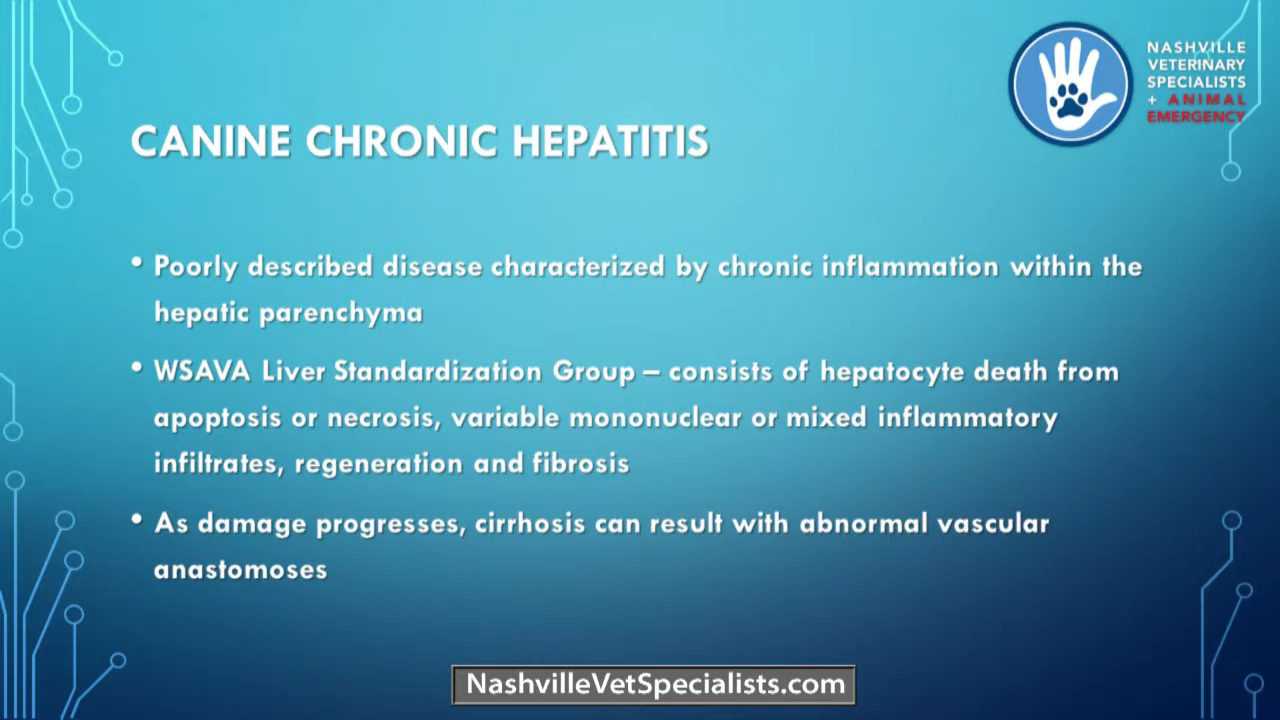 NASHVILLE
VETERINARY
SPECIALISTS
+ ANIMAL
EMERGENCY
CANINE CHRONIC HEPATITIS
• Poorly described disease characterized by chronic inflammation within the
hepatic parenchyma
• WSAVA Liver Standardization Group – consists of hepatocyte death from
apoptosis or necrosis, variable mononuclear or mixed inflammatory
infiltrates, regeneration and fibrosis
• As damage progresses, cirrhosis can result with abnormal vascular
anastomoses
NashvilleVetSpecialists.com